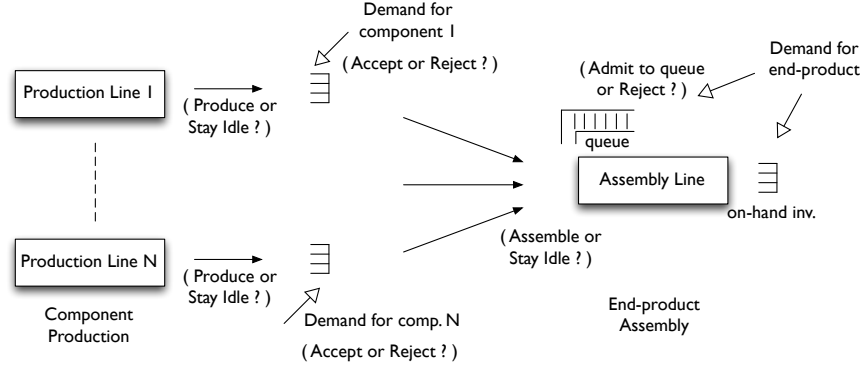 Demand for
component 1
(Accept or Reject ?)
Production Line 1
(Produce or
Stay Idle ?)
(Admit to queue
or Reject ?)
Demand for
end-product
queue
Assembly Line
on-hand inv.
(Assemble or
Stay Idle ?)
Production Line N
(Produce or
Stay Idle ?)
Component
Production
Demand for comp. N
(Accept or Reject ?)
End-product
Assembly